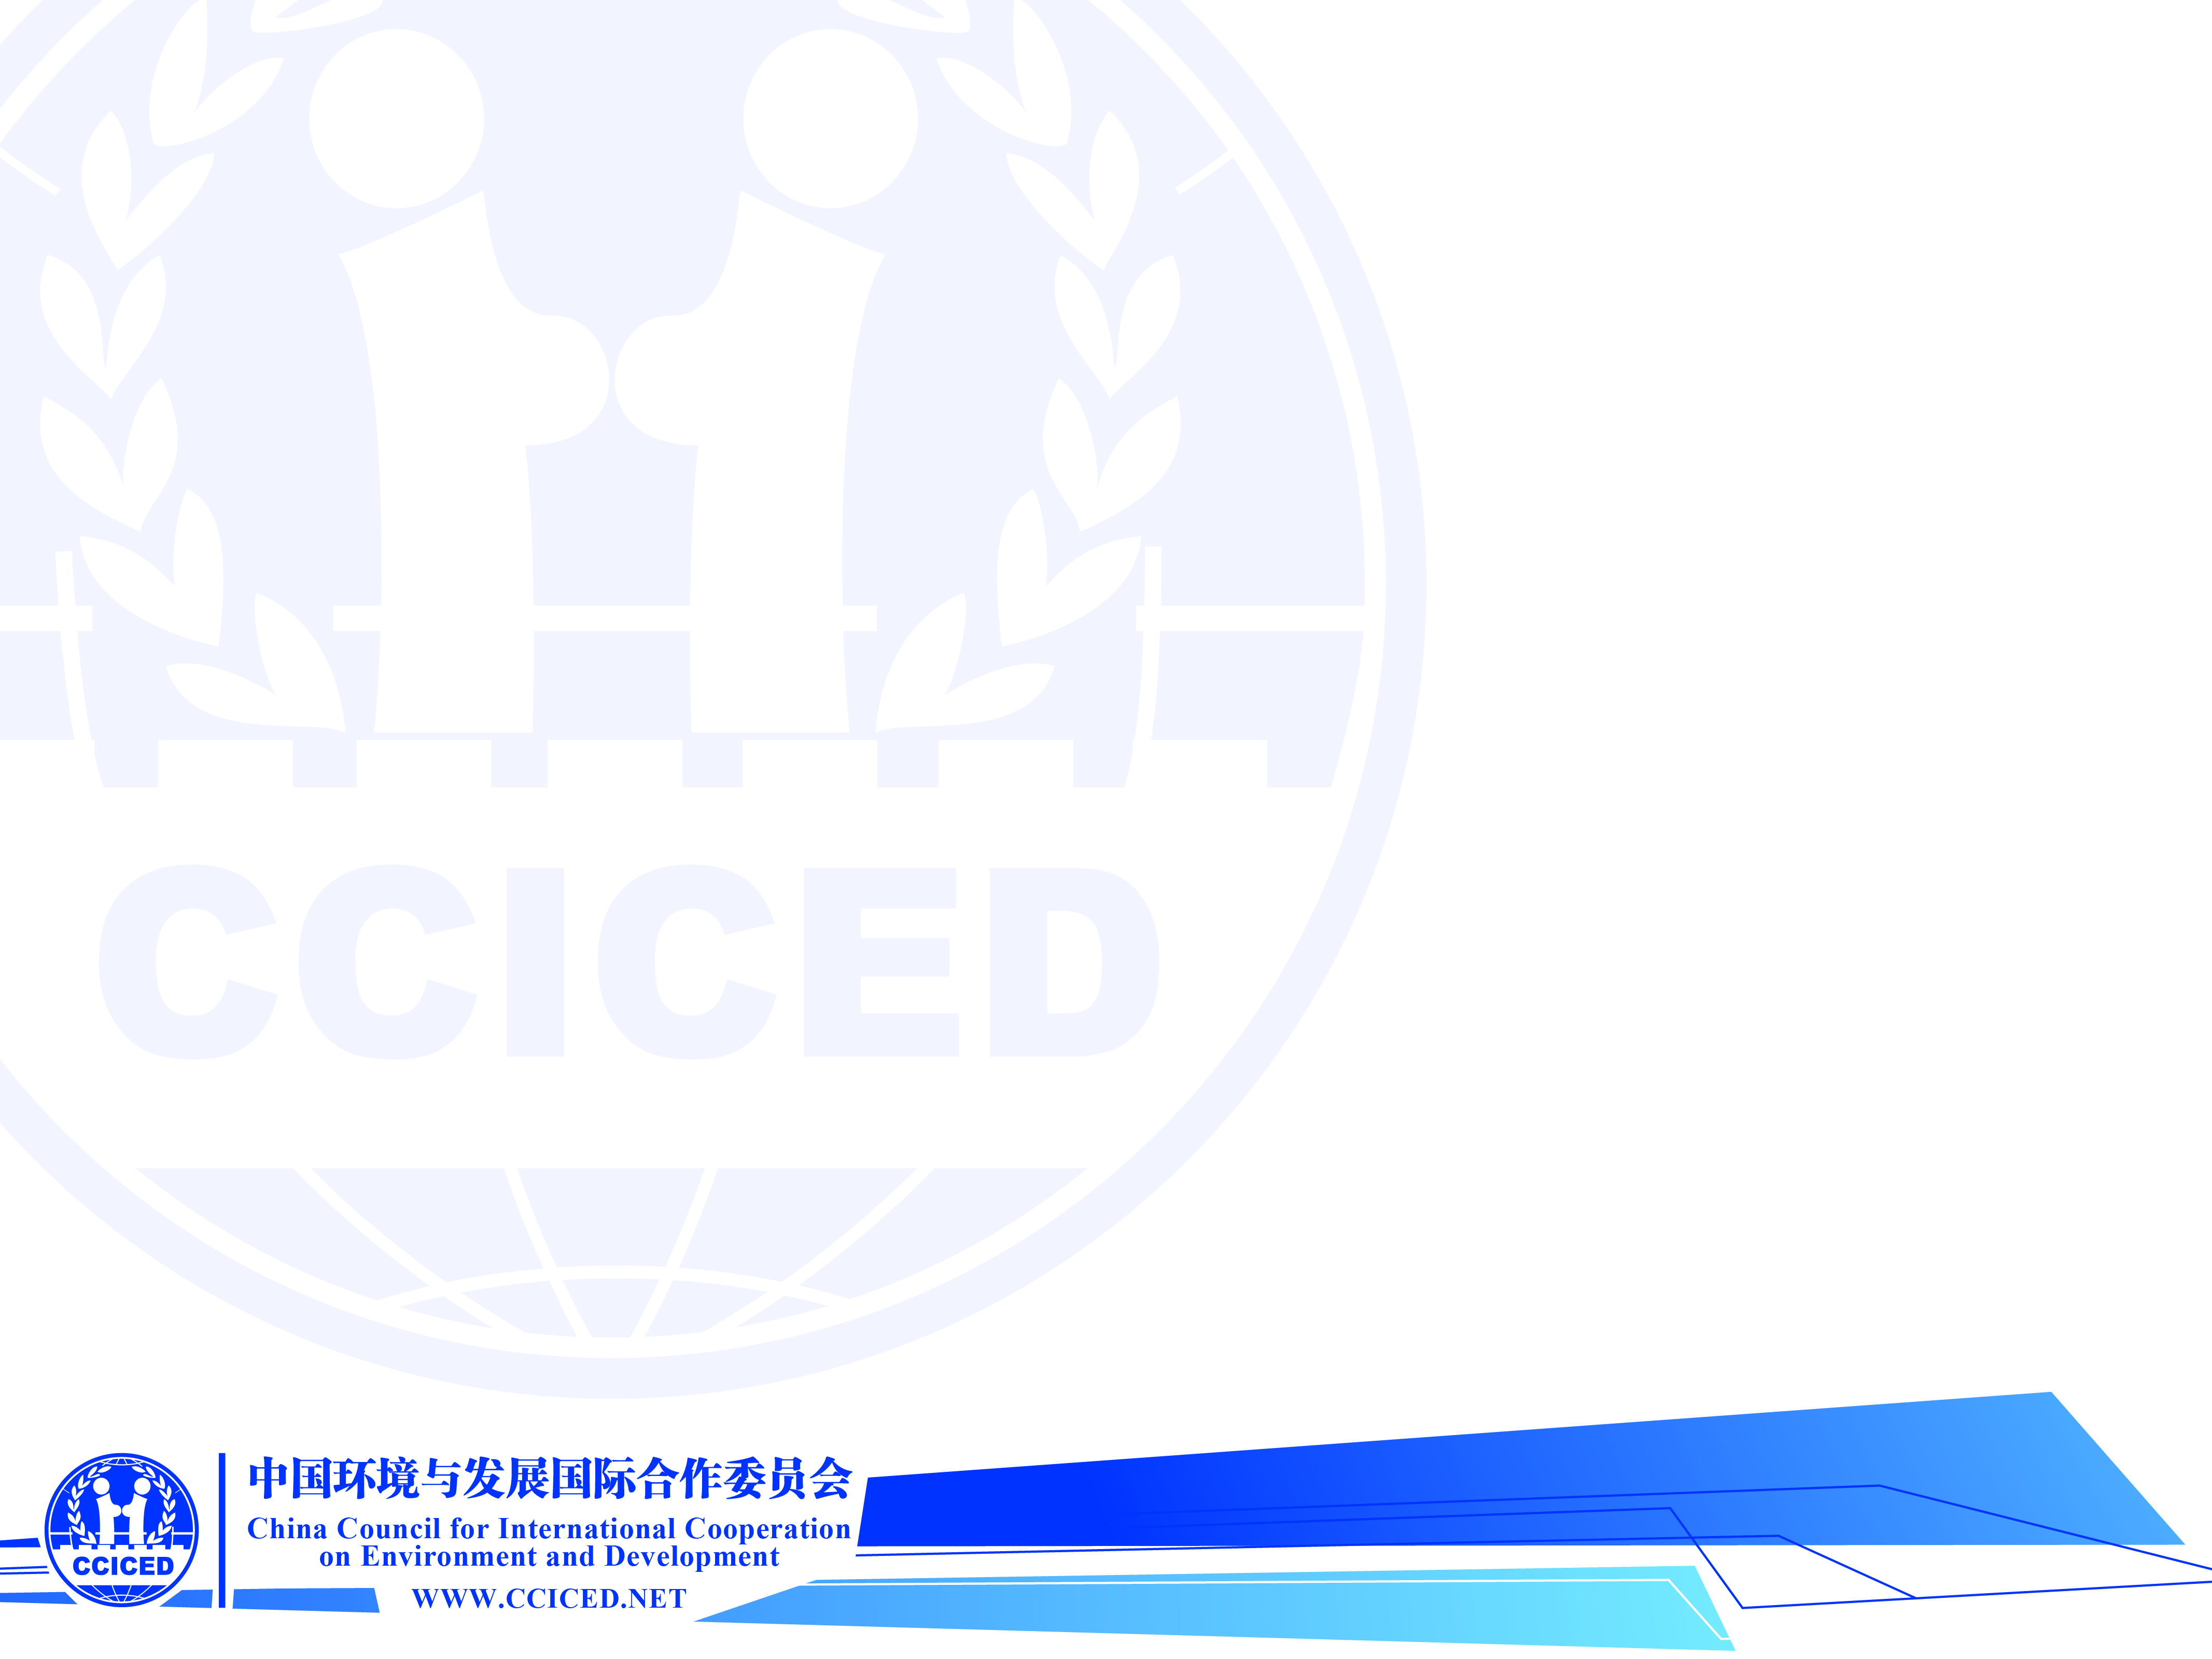 CCICED
中国环境与发展国际合作委员会
China Council for International Cooperation
on Environment and Development
WWW.CCICED.NET
CCICED